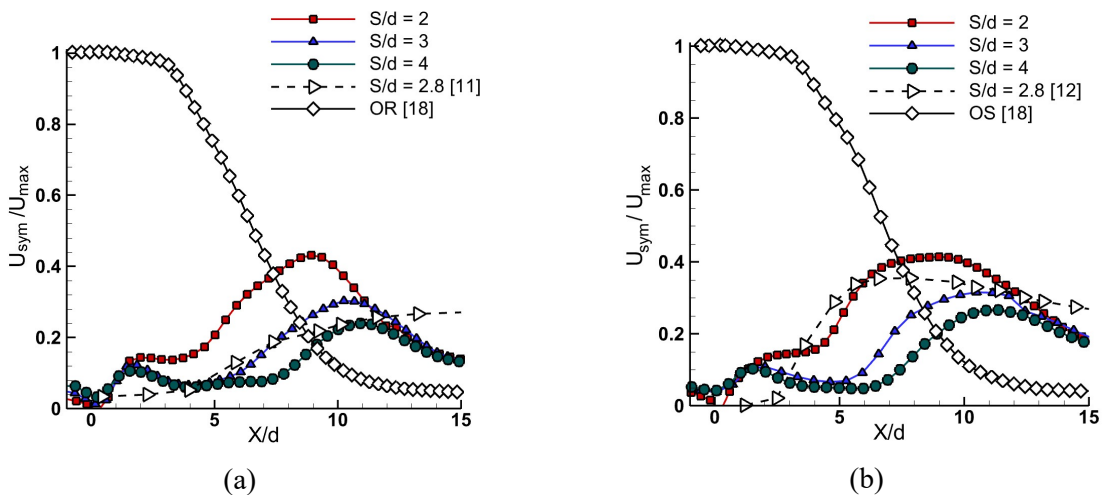 S/d = 2
S/d = 3
S/d = 4
S/d = 2.8 [11]
OR [18]
1
0.8
0.6
0.4
0.2
0
U_sym /U_max
0 5 10 15
X/d
(a)
S/d = 2
S/d = 3
S/d = 4
S/d = 2.8 [12]
OS [18]
1
0.8
0.6
0.4
0.2
0
U_sym/ U_max
0 5 10 15
X/d
(b)